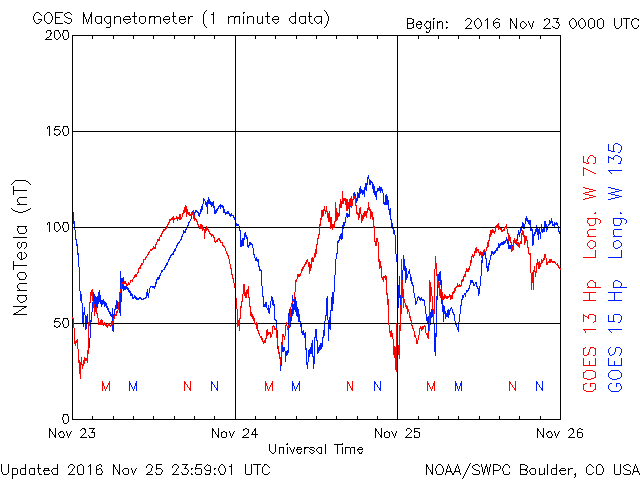 GOES Magnetometer (1 minute data)
Begin: 2016 Nov 23 0000 UTC
200
150
100
50
0
NanoTesla (nT)
M M N N M M N N M M N N
Nov 23 Nov 24 Nov 25 Nov 26
Universal Time
GOES 13 Hp Long. W 75
GOES 15 Hp Long. W 135
Updated 2016 Nov 25 23:59:01 UTC
NOAA/SWPC Boulder, CO USA